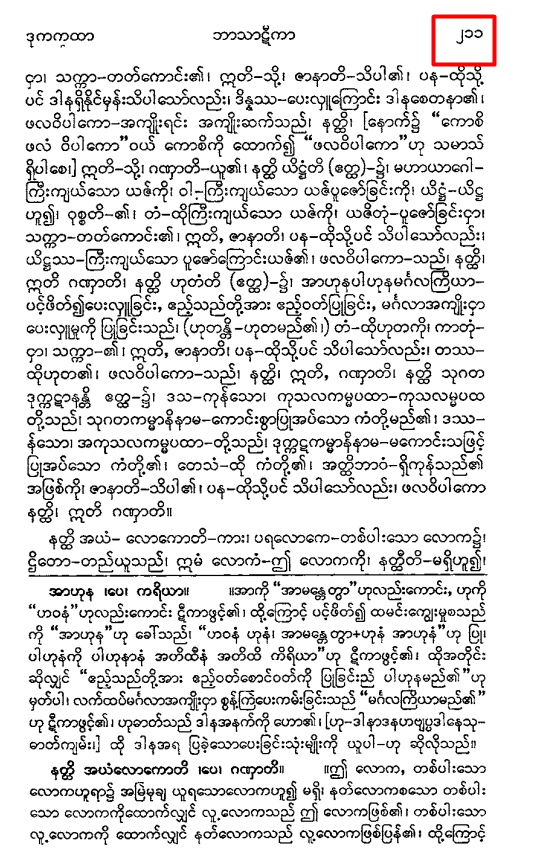 ဒုကကထာ ဘာသာဋီကာ ၂၁၁
ငှာ၊ သက္ကာ–တတ်ကောင်း၏၊ ဣတိ–သို့၊ ဇာနာတိ–သိပါ၏၊ ပန–ထိုသို့
ပင် ဒါနရှိနိုင်မှန်းသိပါသော်လည်း၊ ဒိန္နဿ–ပေးလှူကြောင်း ဒါနစေတနာ၏၊
ဖလဝိပါကော–အကျိုးရင်း အကျိုးဆက်သည်၊ နတ္ထိ၊ [နောက်၌ “ကောစိ
ဖလံ ဝိပါကော”ဝယ် ကောစိကို ထောက်၍ “ဖလဝိပါကော”ဟု သမာသ်
ရှိပါစေ၊] ဣတိ–သို့၊ ဂဏှာတိ–ယူ၏၊ နတ္ထိ ယိဋ္ဌံတိ (ဧတ္ထ)–၌၊ မဟာယာဂေါ–
ကြီးကျယ်သော ယဇ်ကို၊ ဝါ–ကြီးကျယ်သော ယဇ်ပူဇော်ခြင်းကို၊ ယိဋ္ဌံ–ယိဋ္ဌ
ဟူ၍၊ ဝုစ္စတိ–၏၊ တံ–ထိုကြီးကျယ်သော ယဇ်ကို၊ ယဇိတုံ–ပူဇော်ခြင်းငှာ၊
သက္ကာ–တတ်ကောင်း၏၊ ဣတိ, ဇာနာတိ၊ ပန–ထိုသို့ပင် သိပါသော်လည်း၊
ယိဋ္ဌဿ–ကြီးကျယ်သော ပူဇော်ကြောင်းယဇ်၏၊ ဖလဝိပါကော–သည်၊ နတ္ထိ၊
ဣတိ ဂဏှာတိ၊ နတ္ထိ ဟုတံတိ (ဧတ္ထ)–၌၊ အာဟုနပါဟုနမင်္ဂလကြိယာ–
ပင့်ဖိတ်၍ပေးလှူခြင်း, ဧည့်သည်တို့အား ဧည့်ဝတ်ပြုခြင်း, မင်္ဂလာအကျိုးငှာ
ပေးလှူမှုကို ပြုခြင်းသည်၊ (ဟုတန္တိ–ဟုတမည်၏၊) တံ–ထိုဟုတကို၊ ကာတုံ–
ငှာ၊ သက္ကာ–၏၊ ဣတိ, ဇာနာတိ၊ ပန–ထိုသို့ပင် သိပါသော်လည်း၊ တဿ–
ထိုဟုတ၏၊ ဖလဝိပါကော–သည်၊ နတ္ထိ၊ ဣတိ, ဂဏှာတိ၊ နတ္ထိ သုဂတ
ဒုက္ကဋာနန္တိ ဧတ္ထ–၌၊ ဒသ–ကုန်သော၊ ကုသလကမ္မပထာ–ကုသလမ္မပထ
တို့သည်၊ သုဂတကမ္မာနိနာမ–ကောင်းစွာပြုအပ်သော ကံတို့မည်၏၊ ဒဿ–
န်သော၊ အကုသလကမ္မပထာ–တို့သည်၊ ဒုက္ကဋကမ္မာနိနာမ–မကောင်းသဖြင့်
ပြုအပ်သော ကံတို့၏၊ တေသံ–ထို ကံတို့၏၊ အတ္ထိဘာဝံ–ရှိကုန်သည်၏
အဖြစ်ကို၊ ဇာနာတိ–သိပါ၏၊ ပန–ထိုသို့ပင် သိပါသော်လည်း၊ ဖလဝိပါကော
နတ္ထိ၊ ဣတိ ဂဏှာတိ။
နတ္ထိ အယံ– လောကောတိ–ကား၊ ပရလောကေ–တစ်ပါးသော လောက၌၊
ဌိတော–တည်ယူသည်၊ ဣမံ လောကံ–ဤ လောကကို၊ နတ္ထီတိ–မရှိဟူ၍၊
အာဟုန ၊ပေ၊ ကရိယာ။ ။အာကို “အာမန္တေတွာ”ဟုလည်းကောင်း, ဟုကို
“ဟဝနံ”ဟုလည်းကောင်း ဋီကာဖွင့်၏၊ ထို့ကြောင့် ပင့်ဖိတ်၍ ထမင်းကျွေးမှုစသည်
ကို “အာဟုန”ဟု ခေါ်သည်၊ “ဟဝနံ ဟုနံ၊ အာမန္တေတွာ+ဟုနံ အာဟုနံ”ဟု ပြု၊
ပါဟုနံကို ပါဟုနာနံ အတိထီနံ အတိထိ ကိရိယာ”ဟု ဋီကာဖွင့်၏၊ ထိုအတိုင်း
ဆိုလျှင် “ဧည့်သည်တို့အား ဧည့်ဝတ်စောင်ဝတ်ကို ပြုခြင်းည် ပါဟုနမည်၏”ဟု
မှတ်ပါ၊ လက်ထပ်မင်္ဂလာအကျိုးငှာ စွန့်ကြဲပေးကမ်းခြင်းသည် “မင်္ဂလကြိယာမည်၏”
ဟု ဋီကာဖွင့်၏၊ ဟုဓာတ်သည် ဒါနအနက်ကို ဟော၏၊ [ဟု–ဒါနာဒနဟဗျပ္ပဒါနေသု–
ဓာတ်ကျမ်း၊] ထို ဒါနအရ ပြခဲ့သောပေးခြင်းသုံးမျိုးကို ယူပါ–ဟု ဆိုလိုသည်။
နတ္ထိ အယံလောကောတိ ၊ပေ၊ ဂဏှာတိ။ ။ဤ လောက, တစ်ပါးသော
လောကဟူရာ၌ အမြဲမုချ ယူရသောလောကဟူ၍ မရှိ၊ နတ်လောကစသော တစ်ပါး
သော လောကကိုထောက်လျှင် လူ့လောကသည် ဤ လောကဖြစ်၏၊ တစ်ပါးသော
လူ့လောကကို ထောက်လျှင် နတ်လောကသည် လူ့လောကဖြစ်ပြန်၏၊ ထို့ကြောင့်